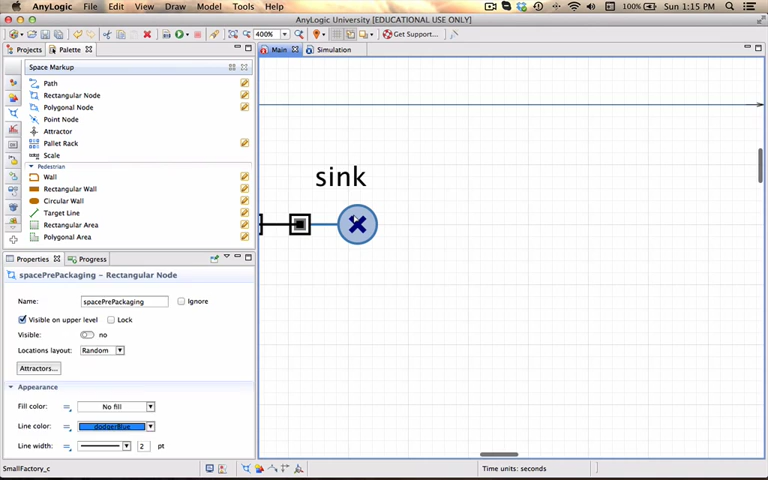 AnyLogic File Edit View Draw Model Tools Help 100% Sun 1:15 PM
AnyLogic University [EDUCATIONAL USE ONLY]
400% Get Support...
Projects Palette Main Simulation
Space Markup
Path
Rectangular Node
Polygonal Node
Point Node
Attractor
Pallet Rack
Scale
Pedestrian
Wall
Rectangular Wall
Circular Wall
Target Line
Rectangular Area
Polygonal Area
sink
Properties Progress
spacePrePackaging – Rectangular Node
Name: spacePrePackaging Ignore
Visible on upper level Lock
Visible: no
Locations layout: Random
Attractors...
Appearance
Fill color: No fill
Line color: dodgerBlue
Line width: 2 pt
SmallFactory_c Time units: seconds